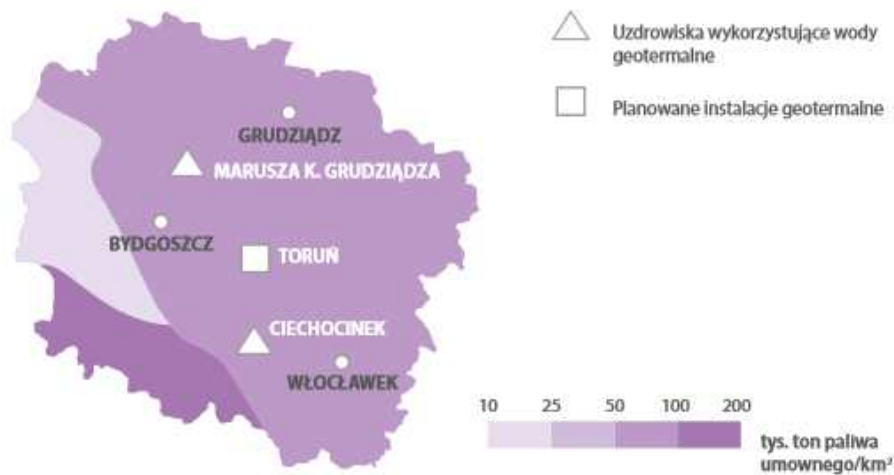 Uzdrowiska wykorzystujące wody
geotermalne
Planowane instalacje geotermalne
GRUDZIĄDZ
MARUSZA K. GRUDZIĄDZA
BYDGOSZCZ
TORUŃ
CIECHOCINEK
WŁOCŁAWEK
10 25 50 100 200
tys. ton paliwa
umownego/km²